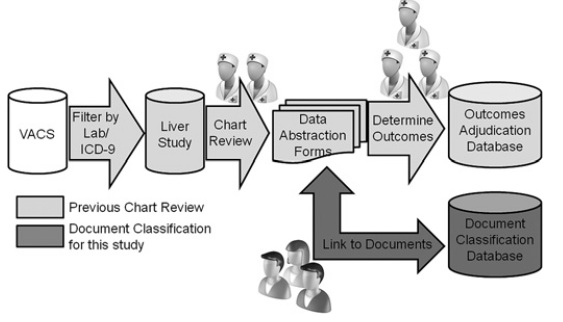 VACS
Filter by
Lab/
ICD-9
Liver
Study
Chart
Review
Data
Abstraction
Forms
Determine
Outcomes
Outcomes
Adjudication
Database
Previous Chart Review
Document Classification
for this study
Link to Documents
Document
Classification
Database